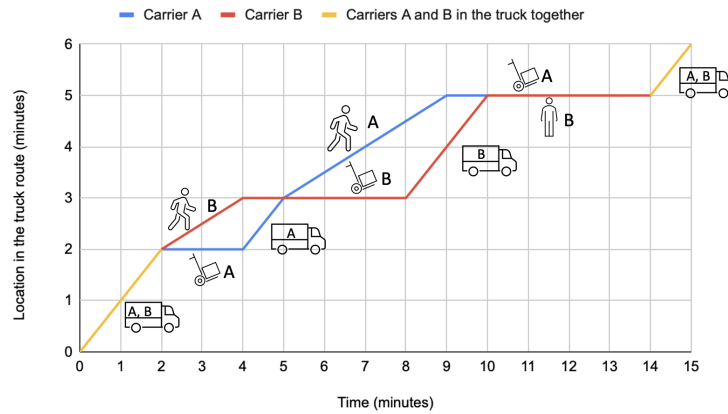 Carrier A Carrier B Carriers A and B in the truck together
Location in the truck route (minutes)
6
5
4
3
2
1
0
A, B
B
A
A
A
B
B
A
B
A, B
0 1 2 3 4 5 6 7 8 9 10 11 12 13 14 15
Time (minutes)